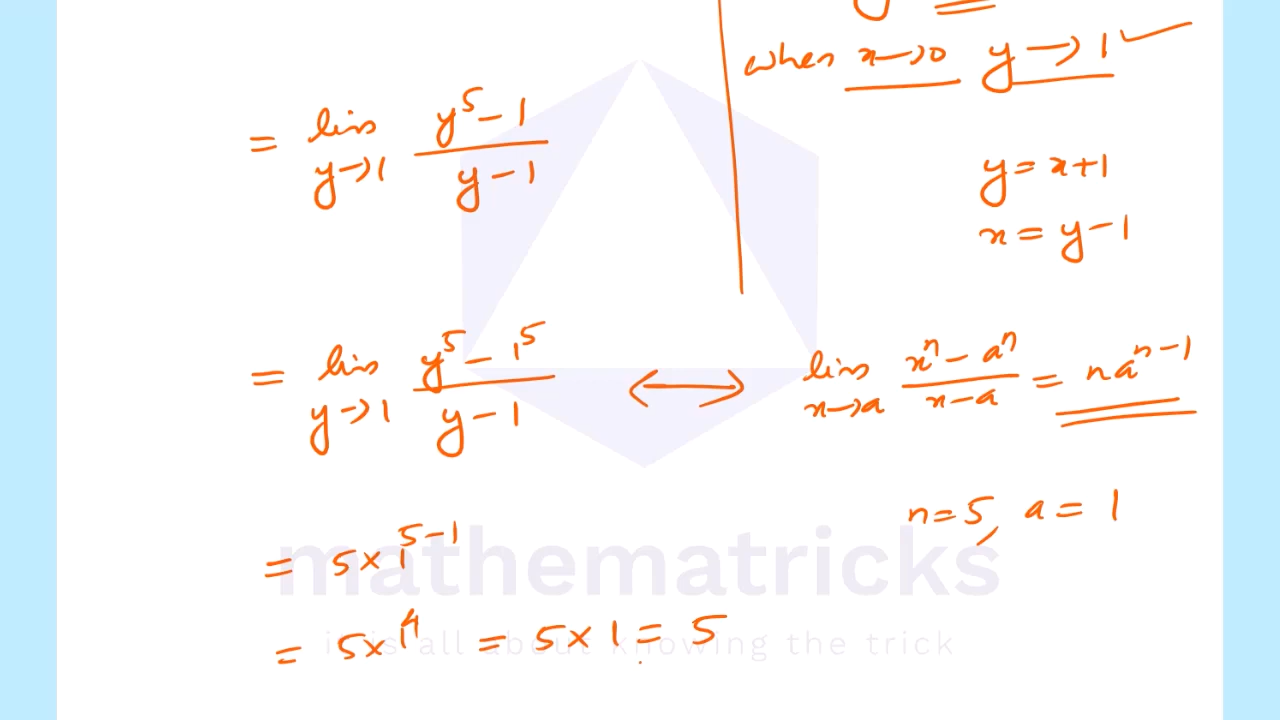 when x→0 y→1 ✓
= lim y→1 (y⁵-1)/(y-1)
y = x+1
x = y-1
= lim y→1 (y⁵-1⁵)/(y-1) ↔ lim x→a (xⁿ-aⁿ)/(x-a) = naⁿ⁻¹
n=5, a=1
= 5×1⁵⁻¹
= 5×1⁴ = 5×1 = 5
mathematricks
it is all about knowing the trick